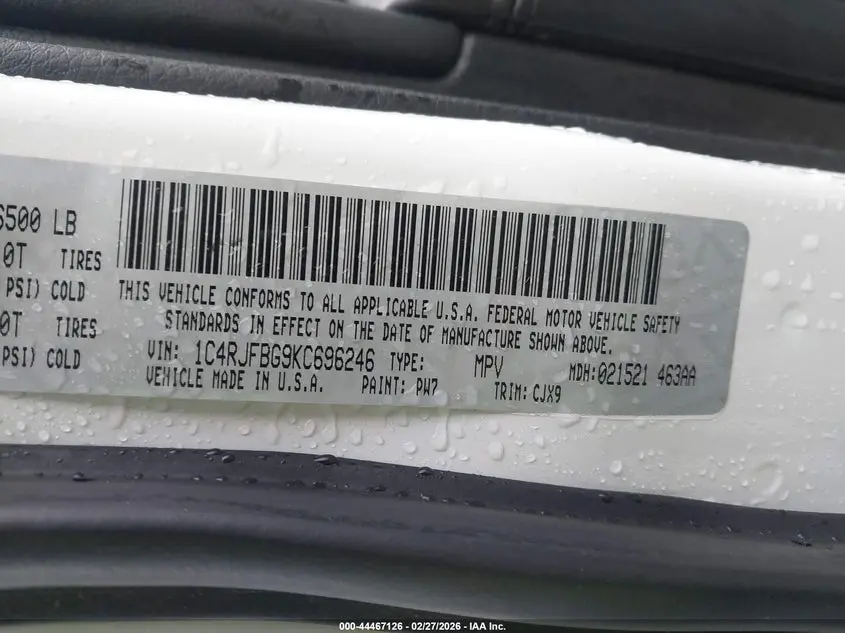 6500 LB
0T TIRES
PSI) COLD
0T TIRES
PSI) COLD
THIS VEHICLE CONFORMS TO ALL APPLICABLE U.S.A. FEDERAL MOTOR VEHICLE SAFETY
STANDARDS IN EFFECT ON THE DATE OF MANUFACTURE SHOWN ABOVE.
VIN: 1C4RJFBG9KC696246 TYPE: MPV MDH:021521 463AA
VEHICLE MADE IN U.S.A. PAINT: PW7 TRIM: CJX9
000-44467126 - 02/27/2026 - IAA Inc.